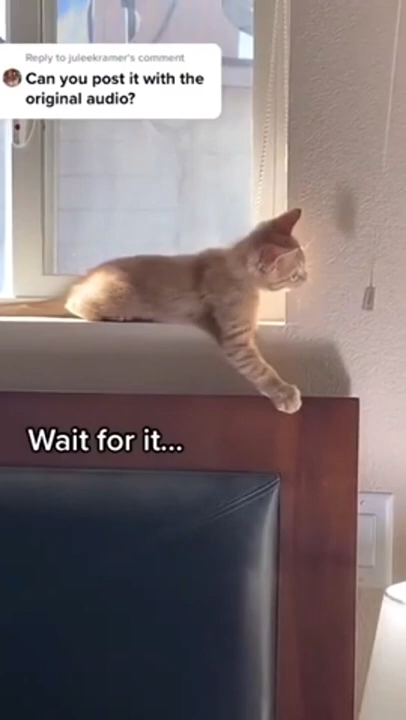 Reply to juleekramer's comment
Can you post it with the
original audio?
Wait for it...